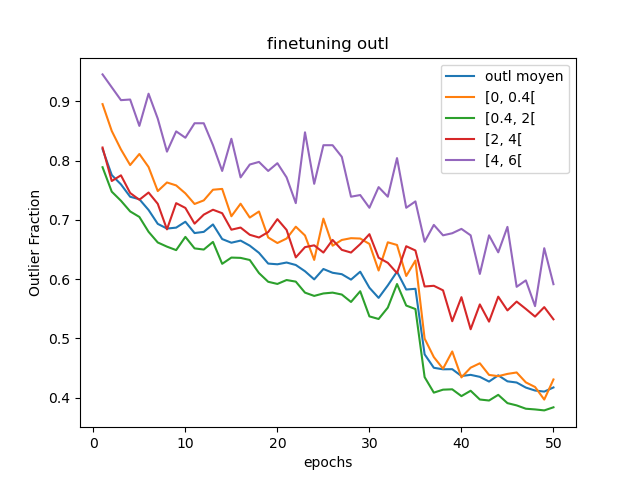 finetuning outl
outl moyen
[0, 0.4[
[0.4, 2[
[2, 4[
[4, 6[
Outlier Fraction
0.9
0.8
0.7
0.6
0.5
0.4
0 10 20 30 40 50
epochs